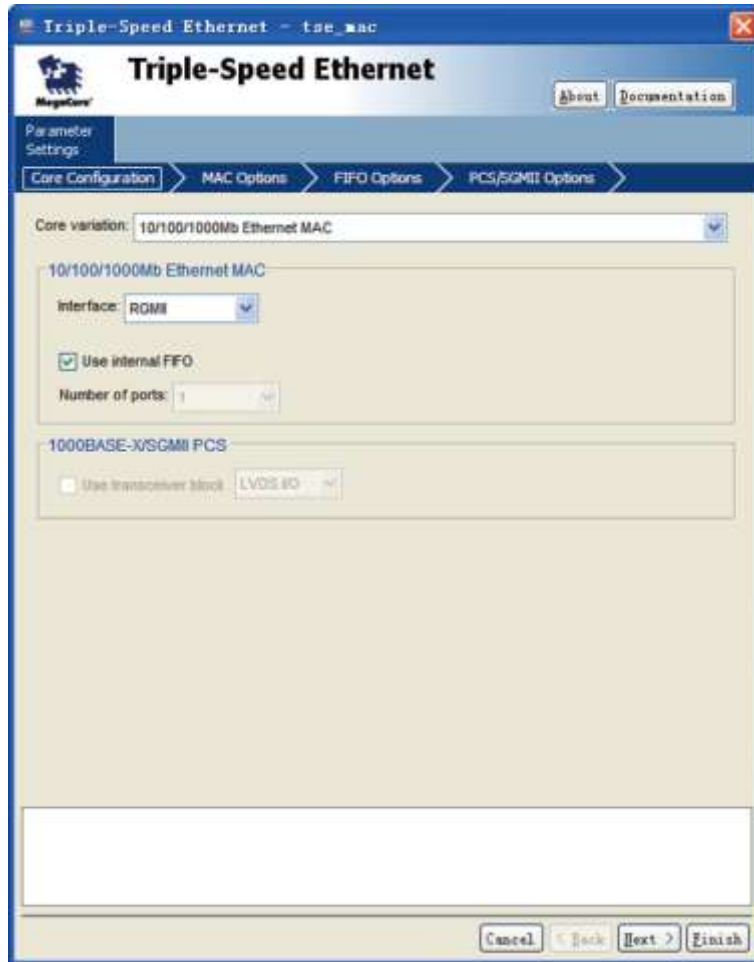 Triple-Speed Ethernet - tse_mac
Triple-Speed Ethernet
MegaCore®
About Documentation
Parameter
Settings
Core Configuration MAC Options FIFO Options PCS/SGMII Options
Core variation: 10/100/1000Mb Ethernet MAC
10/100/1000Mb Ethernet MAC
Interface: RGMII
Use internal FIFO
Number of ports: 1
1000BASE-X/SGMII PCS
Use transceiver block LVDS I/O
Cancel < Back Next > Finish